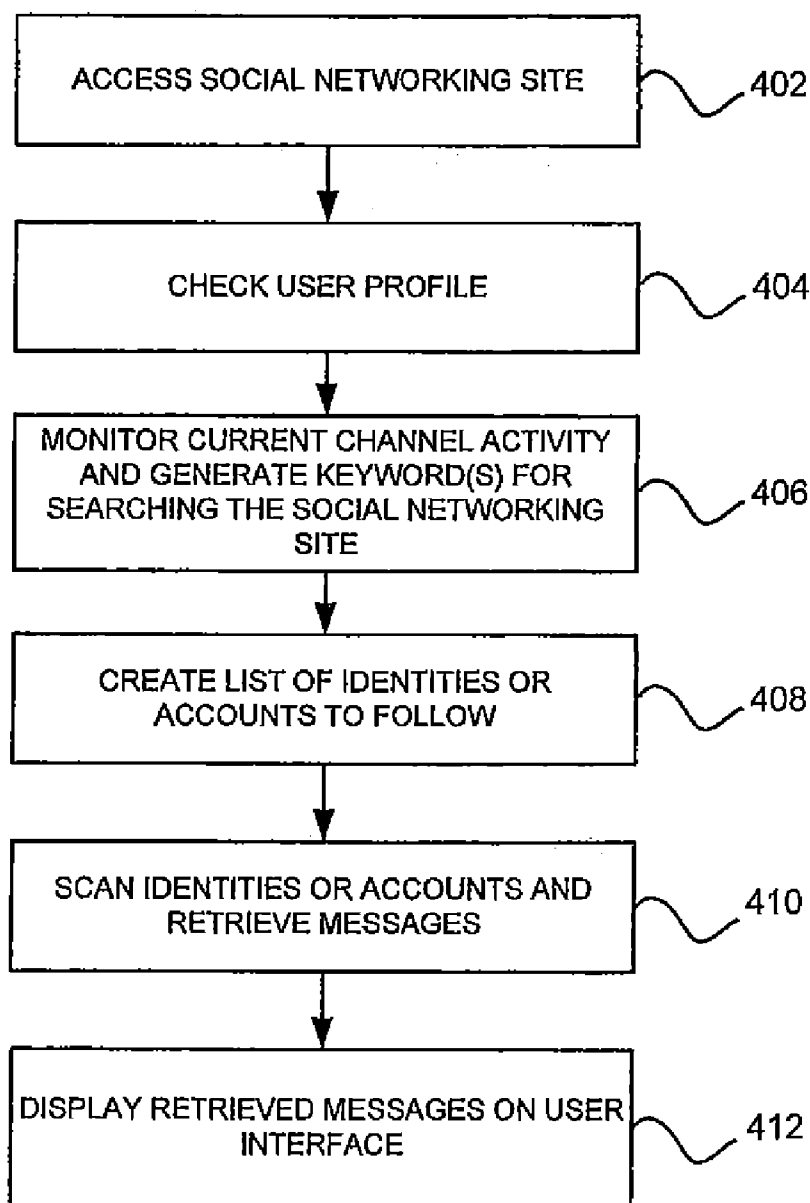 ACCESS SOCIAL NETWORKING SITE
402
CHECK USER PROFILE
404
MONITOR CURRENT CHANNEL ACTIVITY
AND GENERATE KEYWORD(S) FOR
SEARCHING THE SOCIAL NETWORKING
SITE
406
CREATE LIST OF IDENTITIES OR
ACCOUNTS TO FOLLOW
408
SCAN IDENTITIES OR ACCOUNTS AND
RETRIEVE MESSAGES
410
DISPLAY RETRIEVED MESSAGES ON USER
INTERFACE
412